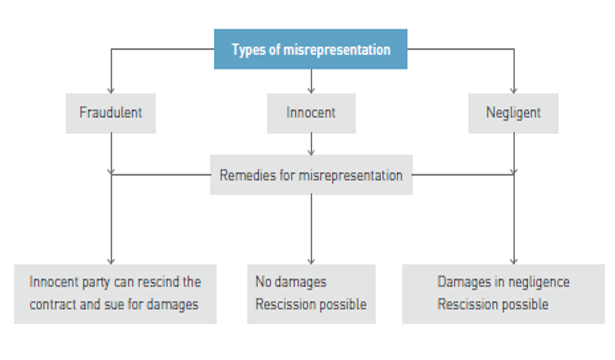 Types of misrepresentation
Fraudulent
Innocent
Negligent
Remedies for misrepresentation
Innocent party can rescind the
contract and sue for damages
No damages
Rescission possible
Damages in negligence
Rescission possible